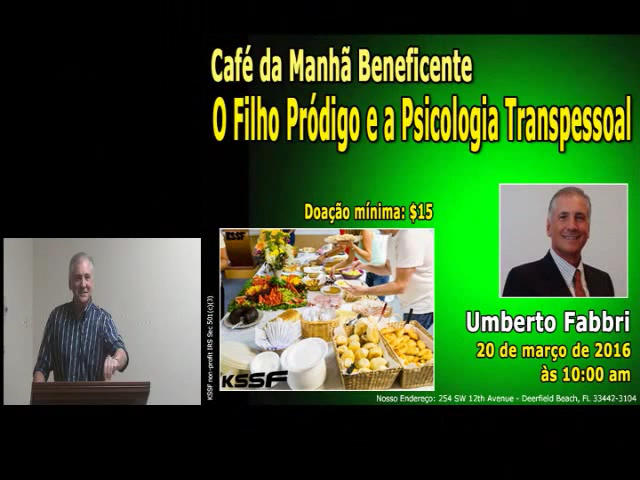 Café da Manhã Beneficente
O Filho Pródigo e a Psicologia Transpessoal
Doação mínima: $15
KSSF
KSSF
KSSF non-profit IRS Sec 501(c)(3)
Umberto Fabbri
20 de março de 2016
às 10:00 am
Nosso Endereço: 254 SW 12th Avenue - Deerfield Beach, FL 33442-3104